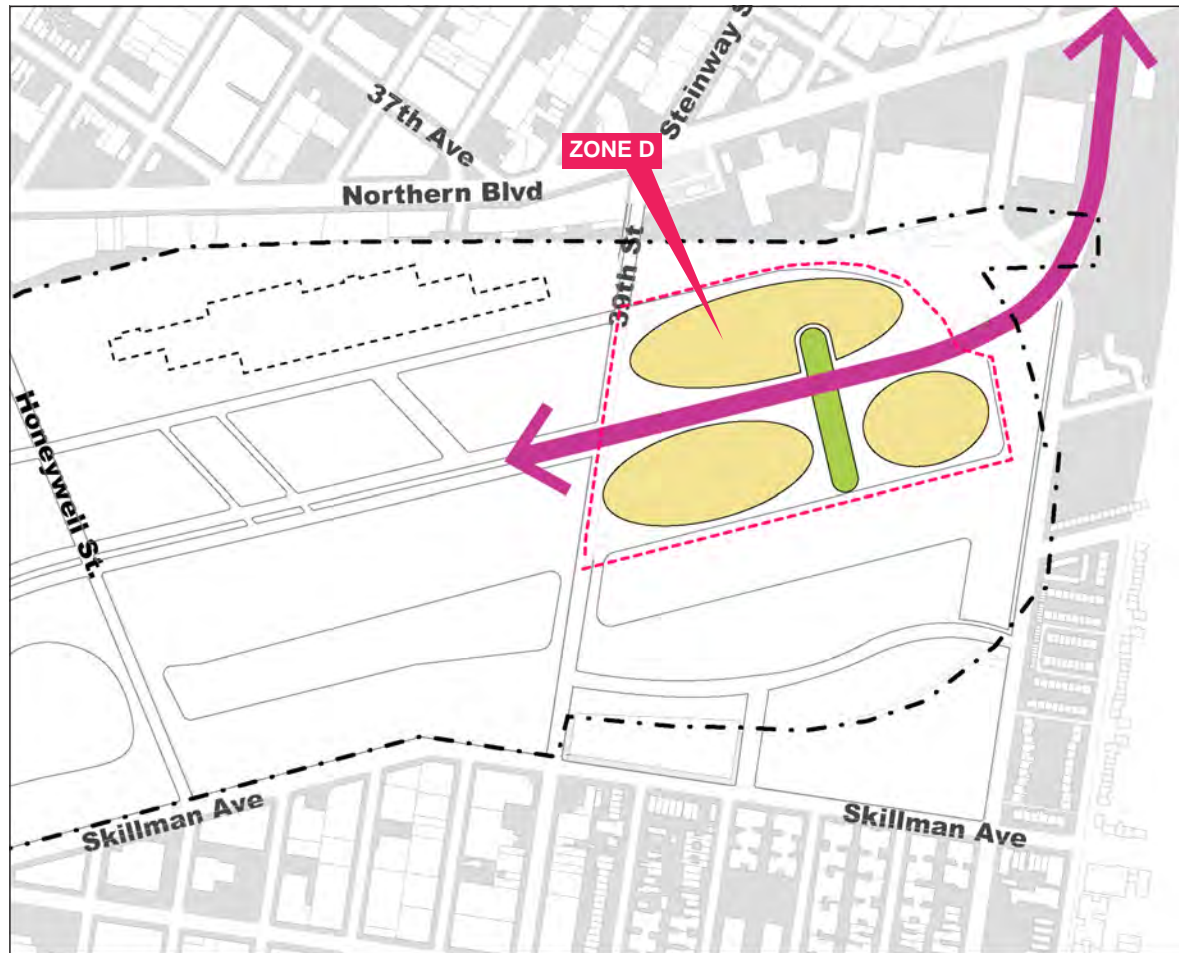 37th Ave
Steinway S
ZONE D
Northern Blvd
39th St
Honeywell St.
Skillman Ave
Skillman Ave